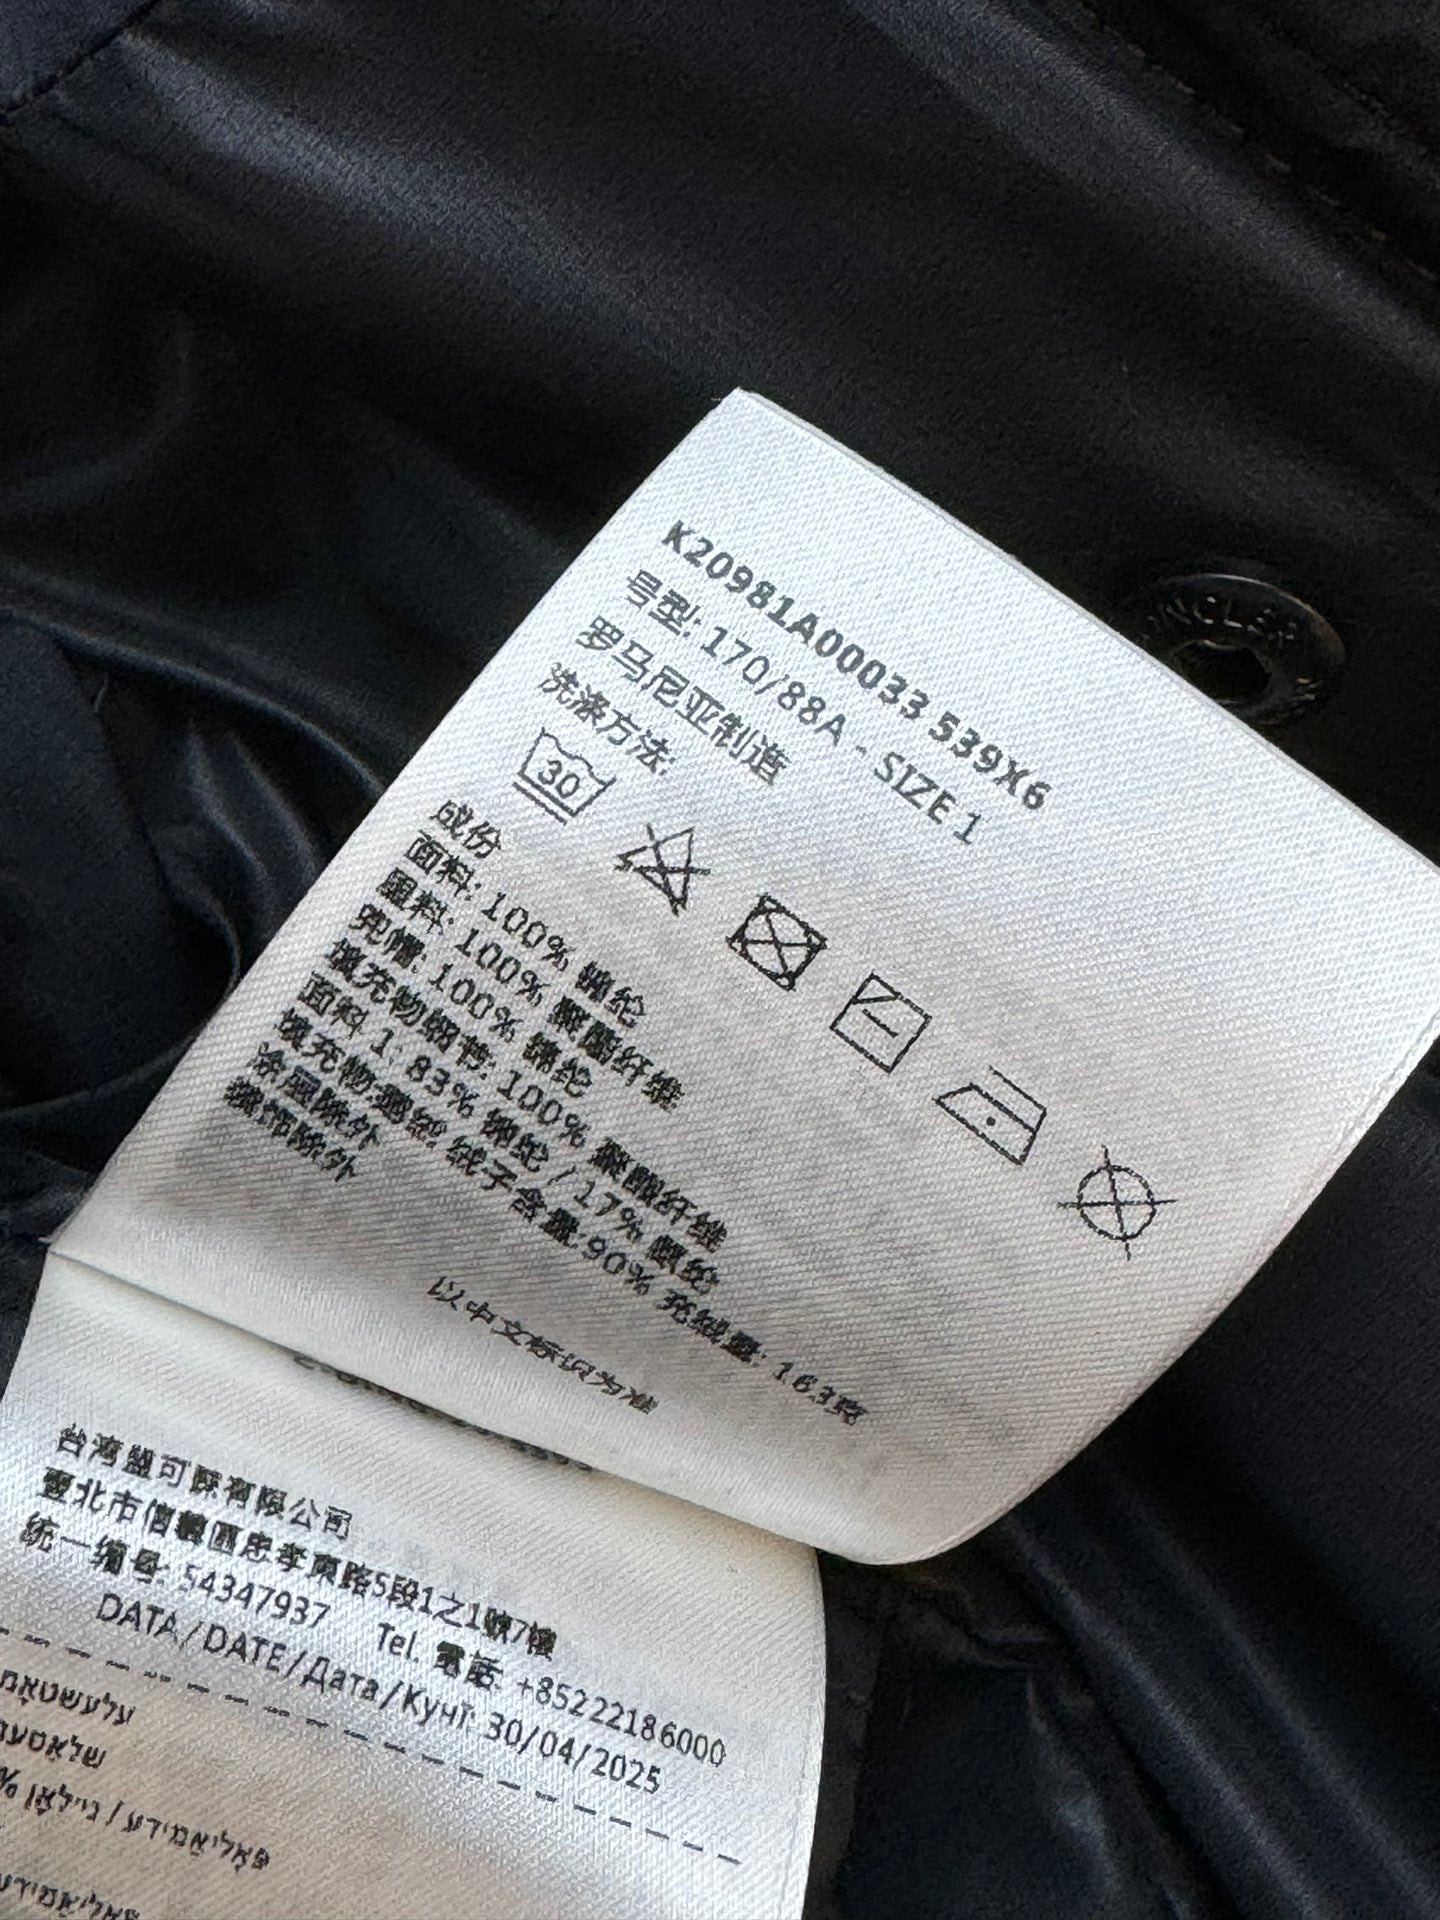 K20981A00033 539X6
号型: 170/88A - SIZE 1
罗马尼亚制造
洗涤方法:
30
成份
面料: 100% 锦纶
里料: 100% 聚酯纤维
兜帽: 100% 锦纶
填充物细节: 100% 聚酯纤维
面料 1: 83% 锦纶 / 17% 氨纶
填充物: 绒子含量:90% 充绒量: 163克
涂层除外
饰除外
以中文标识为准
台湾盟可睐有限公司
臺北市信義區忠孝東路5段1之1號7樓
统一编号: 54347937 Tel. 電話: +85222186000
DATA/DATE/Дата/Күні: 30/04/2025
פאליאמידע / ניילאן %